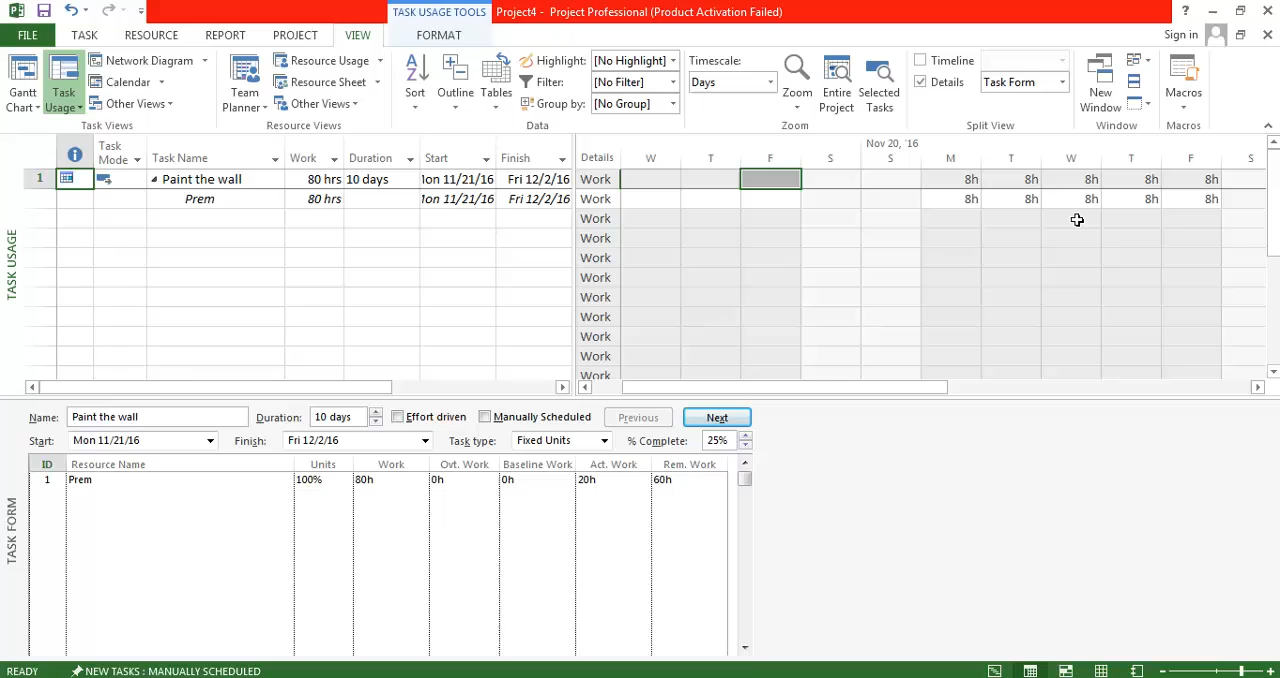 TASK USAGE TOOLS Project4 - Project Professional (Product Activation Failed)
FILE TASK RESOURCE REPORT PROJECT VIEW FORMAT Sign in
Gantt Chart
Task Usage
Network Diagram
Calendar
Other Views
Task Views
Team Planner
Resource Usage
Resource Sheet
Other Views
Resource Views
Sort
Outline
Tables
Highlight: [No Highlight]
Filter: [No Filter]
Group by: [No Group]
Data
Timescale:
Days
Zoom
Entire Project
Selected Tasks
Zoom
Timeline
Details Task Form
Split View
New Window
Window
Macros
Macros
Task Mode Task Name Work Duration Start Finish Details Nov 20, '16
W T F S S M T W T F S
1 Paint the wall 80 hrs 10 days 11/21/16 Fri 12/2/16 Work 8h 8h 8h 8h 8h
Prem 80 hrs 11/21/16 Fri 12/2/16 Work 8h 8h 8h 8h 8h
Work
Work
Work
Work
Work
Work
Work
Work
Work
TASK USAGE
Name: Paint the wall Duration: 10 days Effort driven Manually Scheduled Previous Next
Start: Mon 11/21/16 Finish: Fri 12/2/16 Task type: Fixed Units % Complete: 25%
ID Resource Name Units Work Ovt. Work Baseline Work Act. Work Rem. Work
1 Prem 100% 80h 0h 0h 20h 60h
TASK FORM
READY NEW TASKS : MANUALLY SCHEDULED